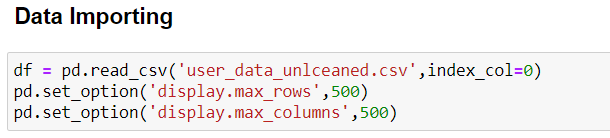 Data Importing
df = pd.read_csv('user_data_unlceaned.csv',index_col=0)
pd.set_option('display.max_rows',500)
pd.set_option('display.max_columns',500)